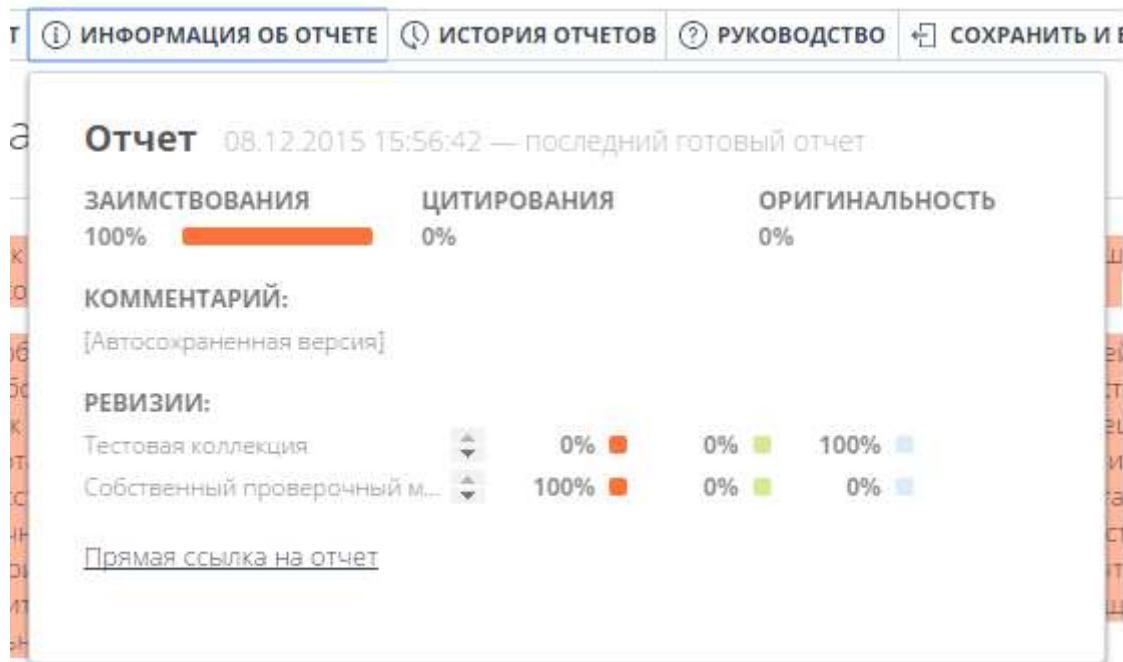 Т ИНФОРМАЦИЯ ОБ ОТЧЕТЕ ИСТОРИЯ ОТЧЕТОВ РУКОВОДСТВО СОХРАНИТЬ И
Отчет 08.12.2015 15:56:42 — последний готовый отчет
ЗАИМСТВОВАНИЯ ЦИТИРОВАНИЯ ОРИГИНАЛЬНОСТЬ
100% 0% 0%
КОММЕНТАРИЙ:
[Автосохраненная версия]
РЕВИЗИИ:
Тестовая коллекция 0% 0% 100%
Собственный проверочный м... 100% 0% 0%
Прямая ссылка на отчет